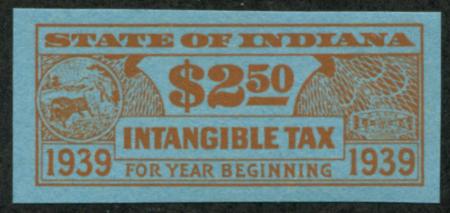 STATE OF INDIANA
$2.50
INTANGIBLE TAX
1939 FOR YEAR BEGINNING 1939